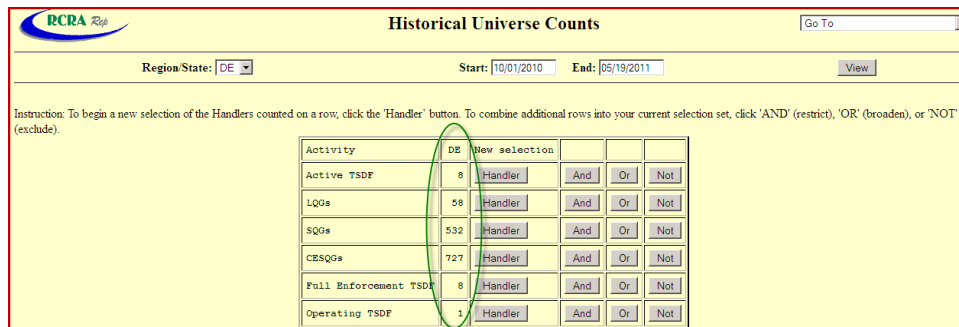 RCRA Rep
Historical Universe Counts
Go To
Region/State: DE
Start: 10/01/2010 End: 05/19/2011
View
Instruction: To begin a new selection of the Handlers counted on a row, click the 'Handler' button. To combine additional rows into your current selection set, click 'AND' (restrict), 'OR' (broaden), or 'NOT'
(exclude).
Activity DE New selection
Active TSDF 8 Handler And Or Not
LQGs 58 Handler And Or Not
SQGs 532 Handler And Or Not
CESQGs 727 Handler And Or Not
Full Enforcement TSDF 8 Handler And Or Not
Operating TSDF 1 Handler And Or Not